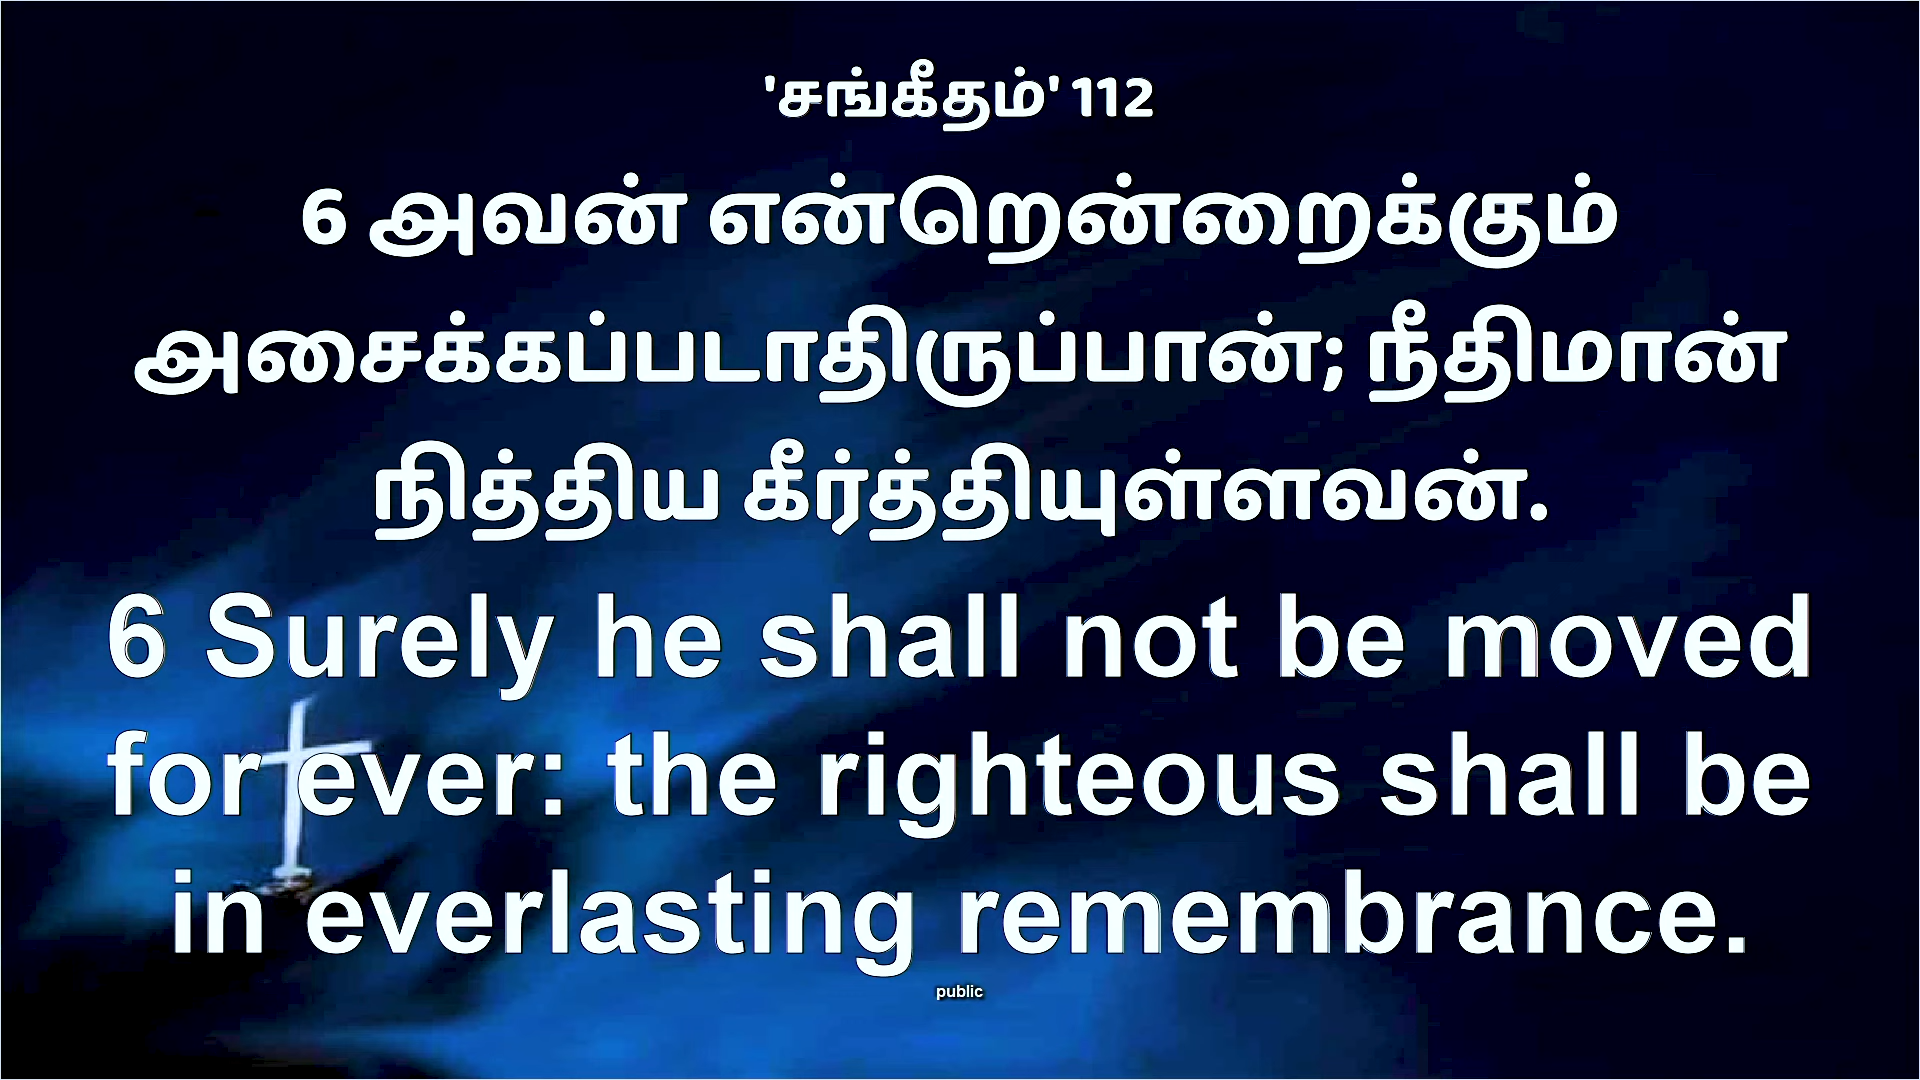 'சங்கீதம்' 112
6 அவன் என்றென்றைக்கும்
அசைக்கப்படாதிருப்பான்; நீதிமான்
நித்திய கீர்த்தியுள்ளவன்.
6 Surely he shall not be moved
for ever: the righteous shall be
in everlasting remembrance.
public